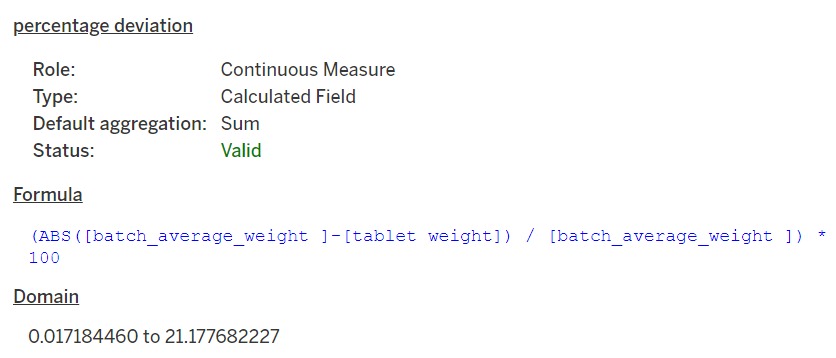 percentage deviation
Role: Continuous Measure
Type: Calculated Field
Default aggregation: Sum
Status: Valid
Formula
(ABS([batch_average_weight ]-[tablet weight]) / [batch_average_weight ]) *
100
Domain
0.017184460 to 21.177682227